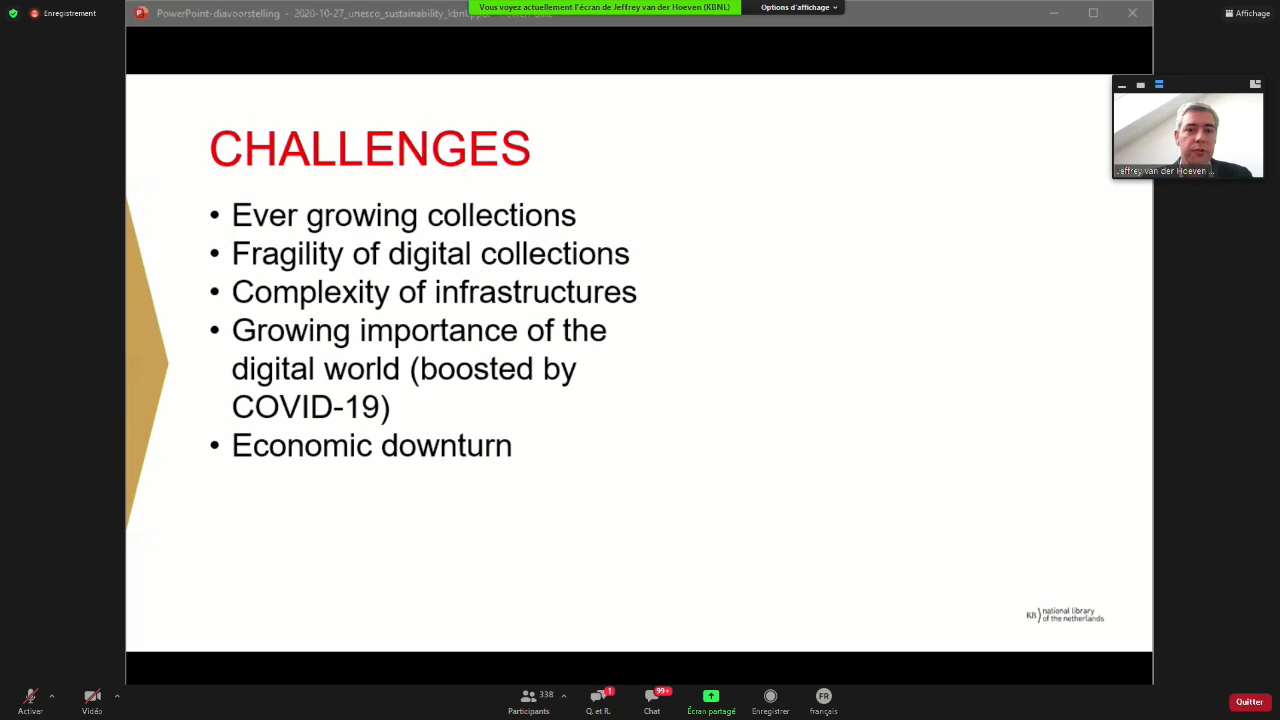 Enregistrement
PowerPoint-diavoorstelling - 2020-10-27_unesco_sustainability_kbnl
Vous voyez actuellement l'écran de Jeffrey van der Hoeven (KBNL)
Options d'affichage
Affichage
Jeffrey van der Hoeven ...
CHALLENGES
• Ever growing collections
• Fragility of digital collections
• Complexity of infrastructures
• Growing importance of the
digital world (boosted by
COVID-19)
• Economic downturn
KB national library
of the netherlands
Activer
Vidéo
338
Participants
1
Q. et R.
99+
Chat
Écran partagé
Enregistrer
FR
français
Quitter